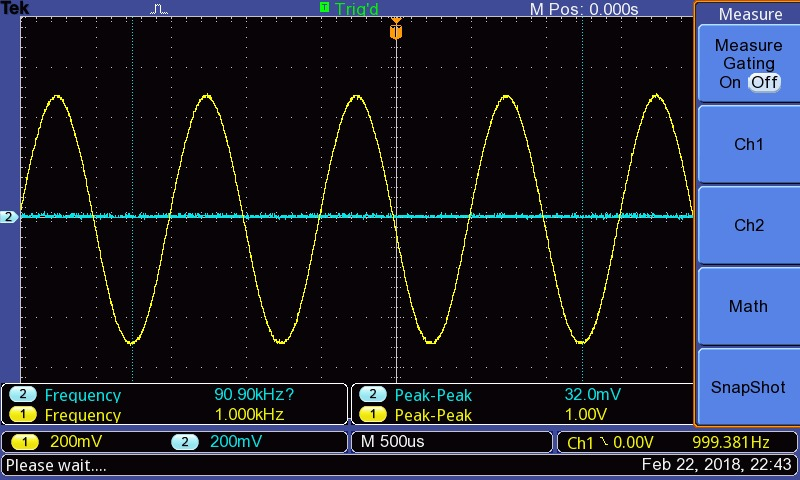 Tek T Trig'd M Pos: 0.000s Measure
T
Measure
Gating
On Off
Ch1
2
Ch2
Math
SnapShot
2 Frequency 90.90kHz? 2 Peak-Peak 32.0mV
1 Frequency 1.000kHz 1 Peak-Peak 1.00V
1 200mV 2 200mV M 500us Ch1 0.00V 999.381Hz
Please wait.... Feb 22, 2018, 22:43